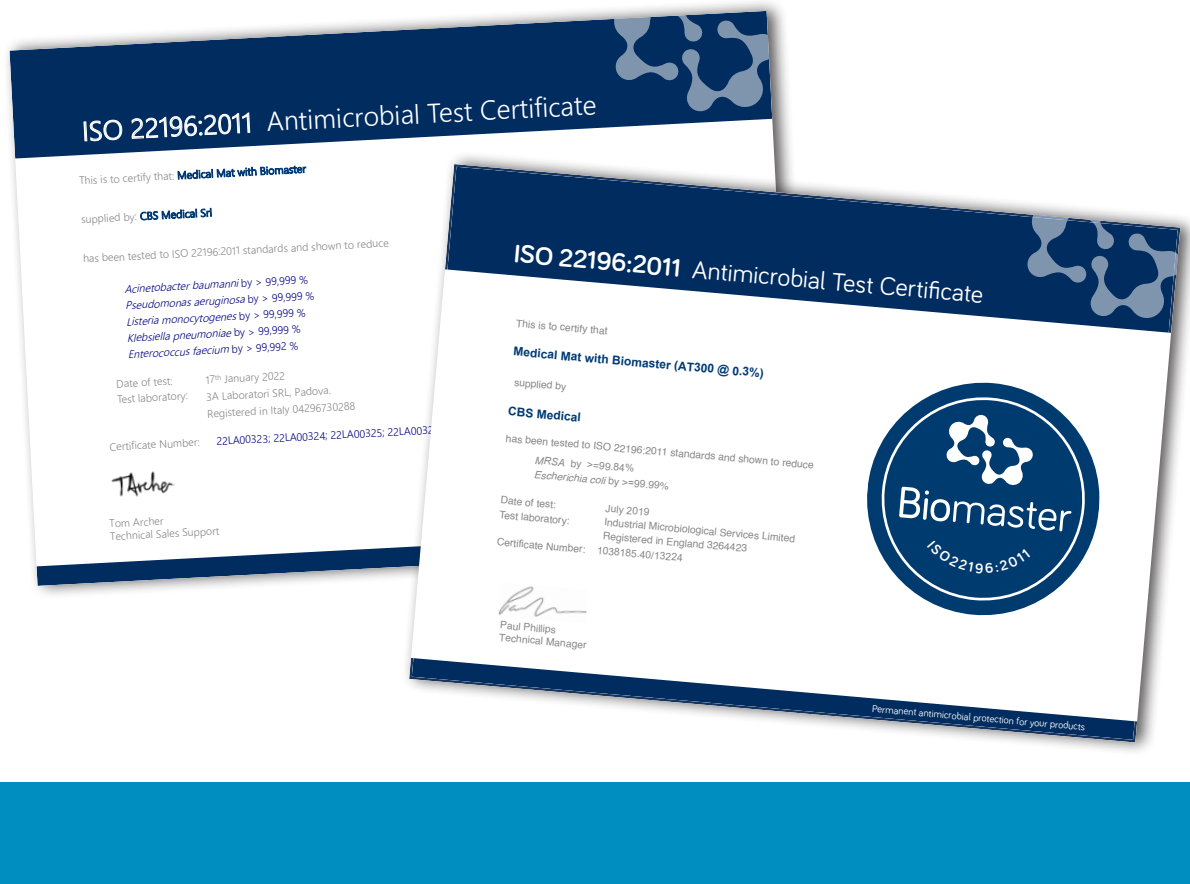 ISO 22196:2011 Antimicrobial Test Certificate
This is to certify that: Medical Mat with Biomaster
supplied by: CBS Medical Srl
has been tested to ISO 22196:2011 standards and shown to reduce
Acinetobacter baumanni by > 99,999 %
Pseudomonas aeruginosa by > 99,999 %
Listeria monocytogenes by > 99,999 %
Klebsiella pneumoniae by > 99,999 %
Enterococcus faecium by > 99,992 %
Date of test: 17th January 2022
Test laboratory: 3A Laboratori SRL, Padova.
Registered in Italy 04296730288
Certificate Number: 22LA00323; 22LA00324; 22LA00325; 22LA0032
TArcher
Tom Archer
Technical Sales Support
ISO 22196:2011 Antimicrobial Test Certificate
This is to certify that
Medical Mat with Biomaster (AT300 @ 0.3%)
supplied by
CBS Medical
has been tested to ISO 22196:2011 standards and shown to reduce
MRSA by >=99.84%
Escherichia coli by >=99.99%
Date of test: July 2019
Test laboratory: Industrial Microbiological Services Limited
Registered in England 3264423
Certificate Number: 1038185.40/13224
Paul Phillips
Technical Manager
Biomaster
ISO22196:2011
Permanent antimicrobial protection for your products